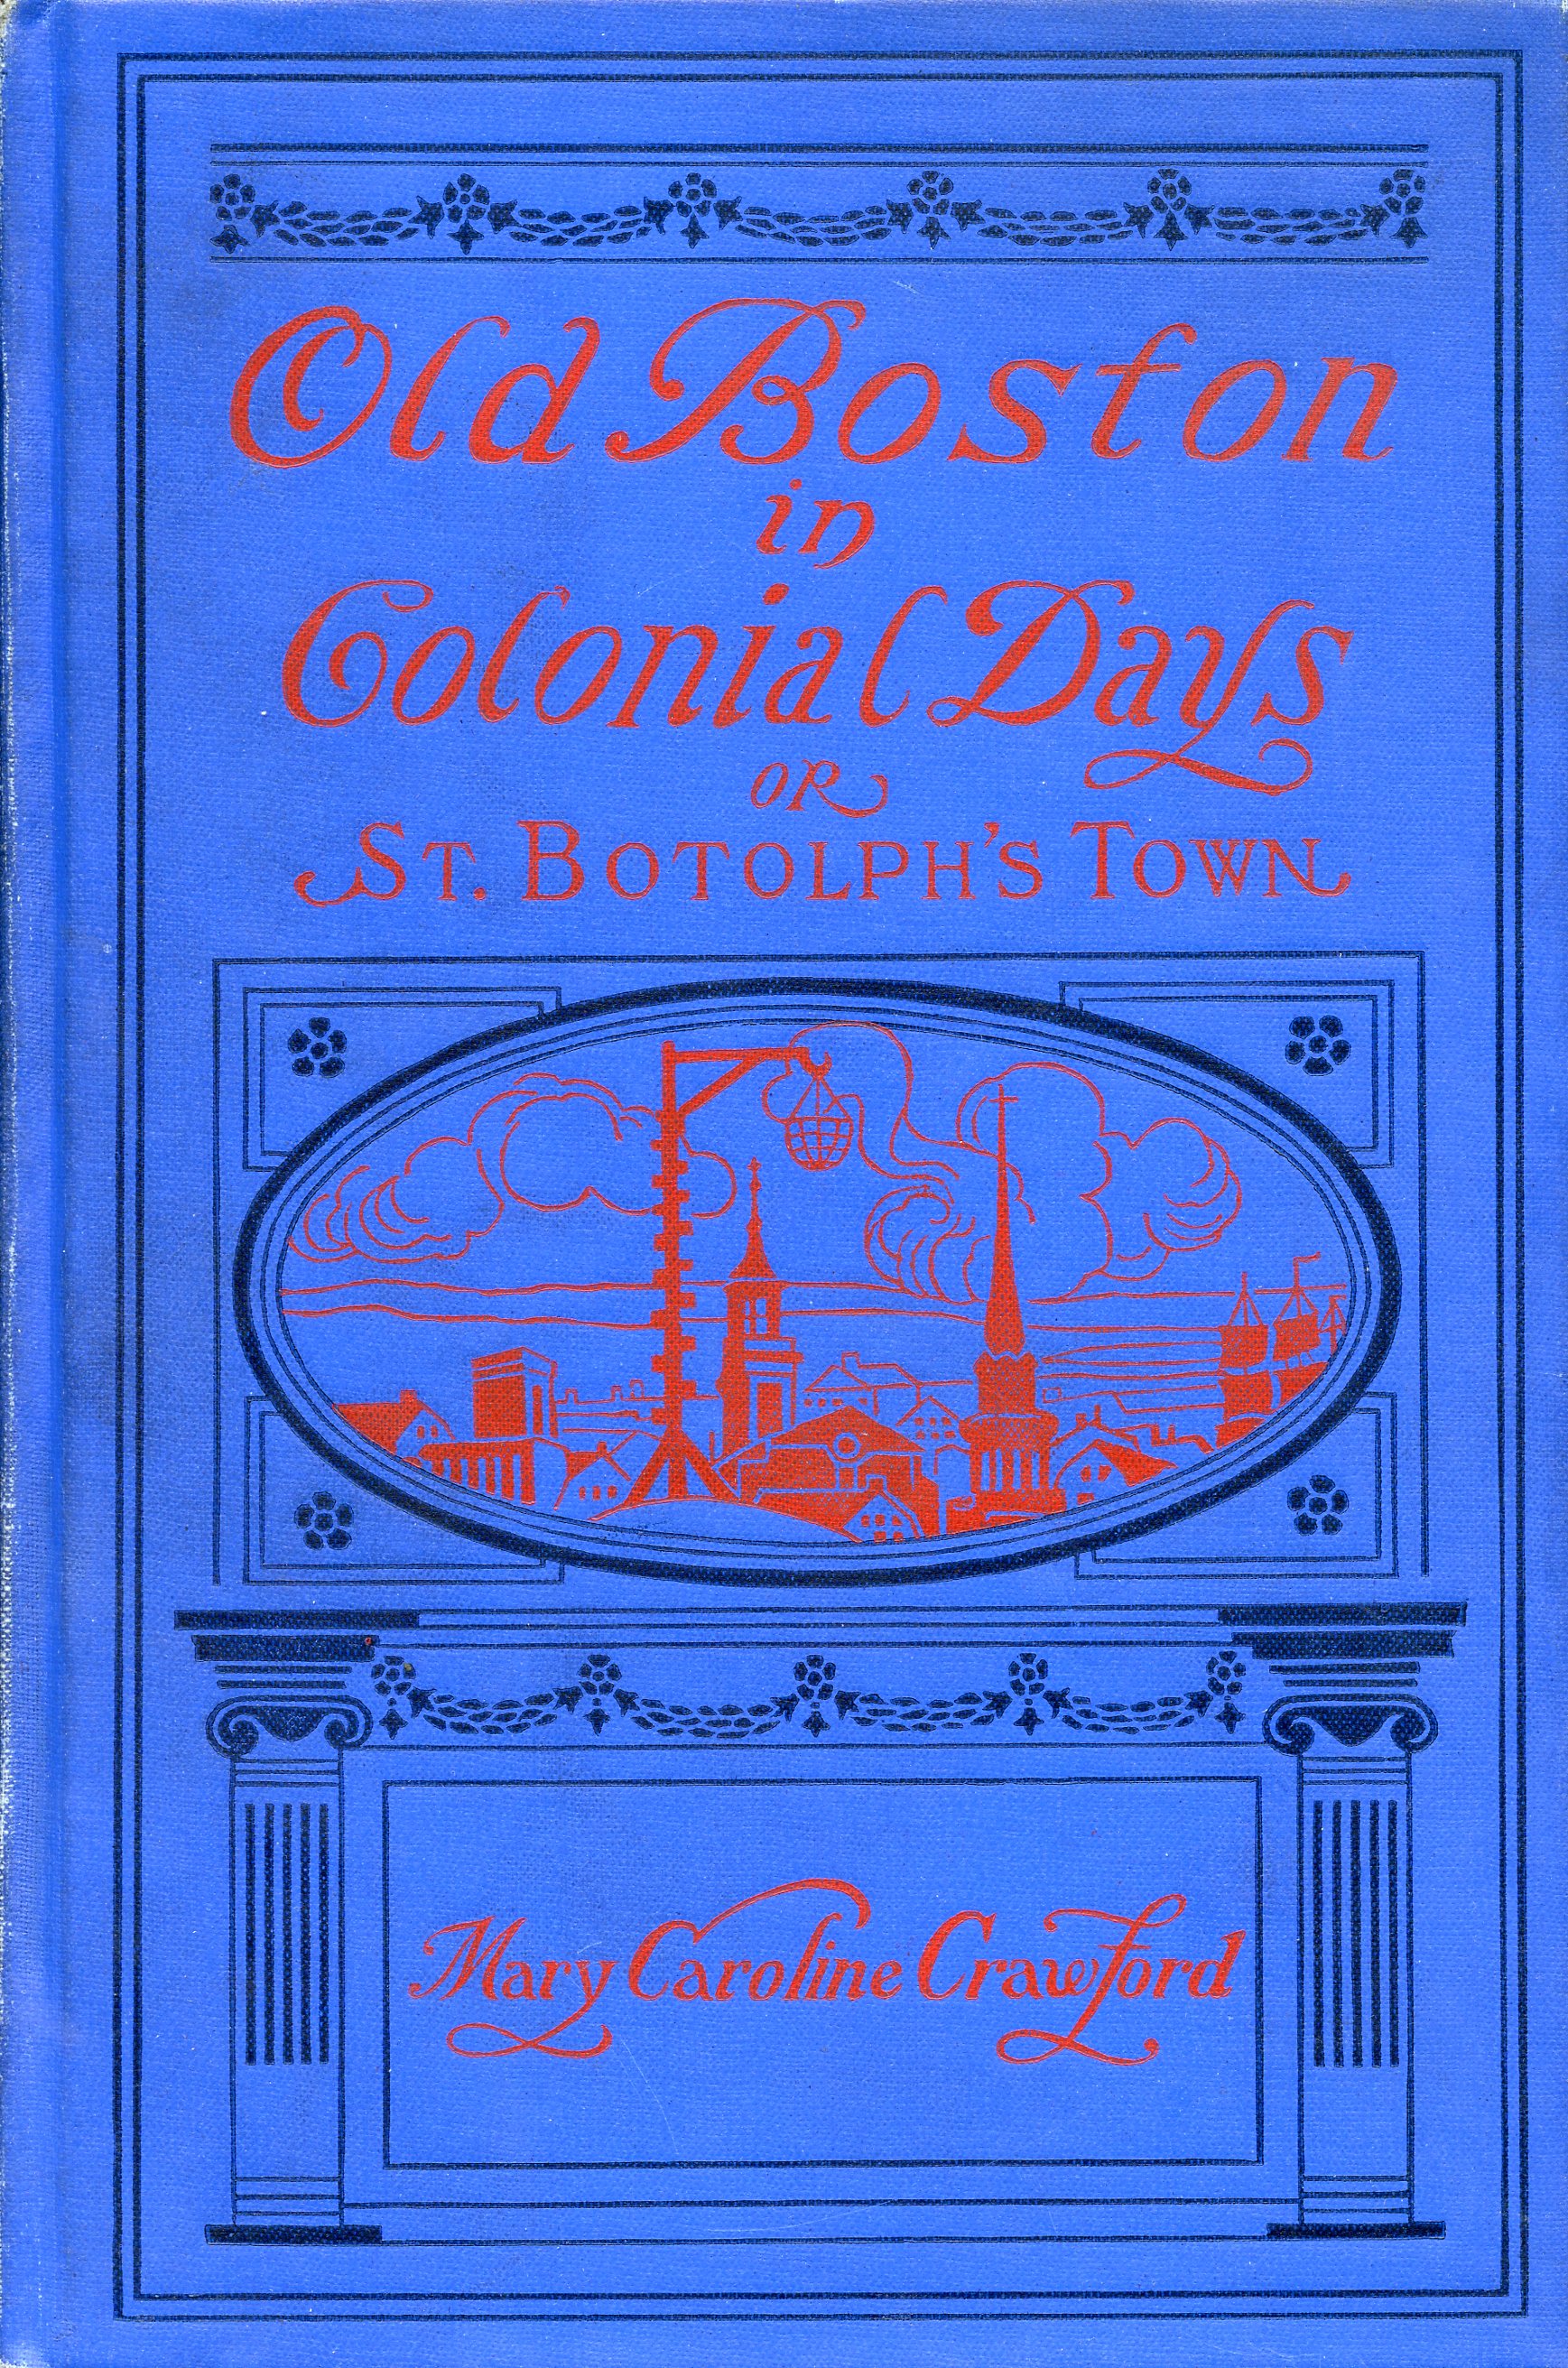 Old Boston
in
Colonial Days
OR
ST. BOTOLPH'S TOWN
Mary Caroline Crawford